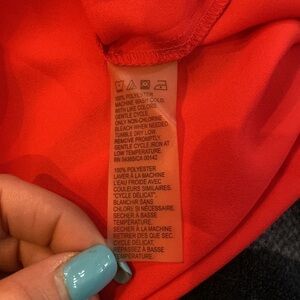 100% POLYESTER
MACHINE WASH COLD.
WITH LIKE COLORS.
GENTLE CYCLE.
ONLY NON-CHLORINE
BLEACH WHEN NEEDED.
TUMBLE DRY LOW.
REMOVE PROMPTLY.
GENTLE CYCLE. IRON AT
LOW TEMPERATURE.
100% POLYESTER
LAVER À LA MACHINE
L'EAU FROIDE AVEC
COULEURS SIMILAIRES.
"CYCLE DÉLICAT".
BLANCHIR SANS
CHLORE SI NÉCESSAIRE.
SÉCHER À BASSE
TEMPÉRATURE.
SÉCHER À LA MACHINE
RETIRER DÈS QUE SEC.
CYCLE DÉLICAT.
REPASSEZ À BASSE
TEMPÉRATURE.